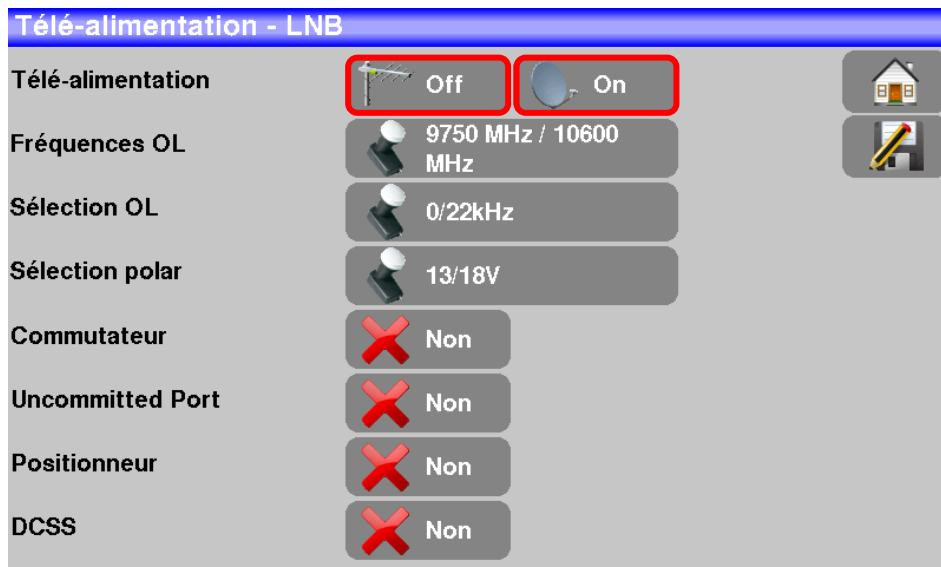 Télé-alimentation - LNB
Télé-alimentation Off On
Fréquences OL 9750 MHz / 10600
MHz
Sélection OL 0/22kHz
Sélection polar 13/18V
Commutateur Non
Uncommitted Port Non
Positionneur Non
DCSS Non